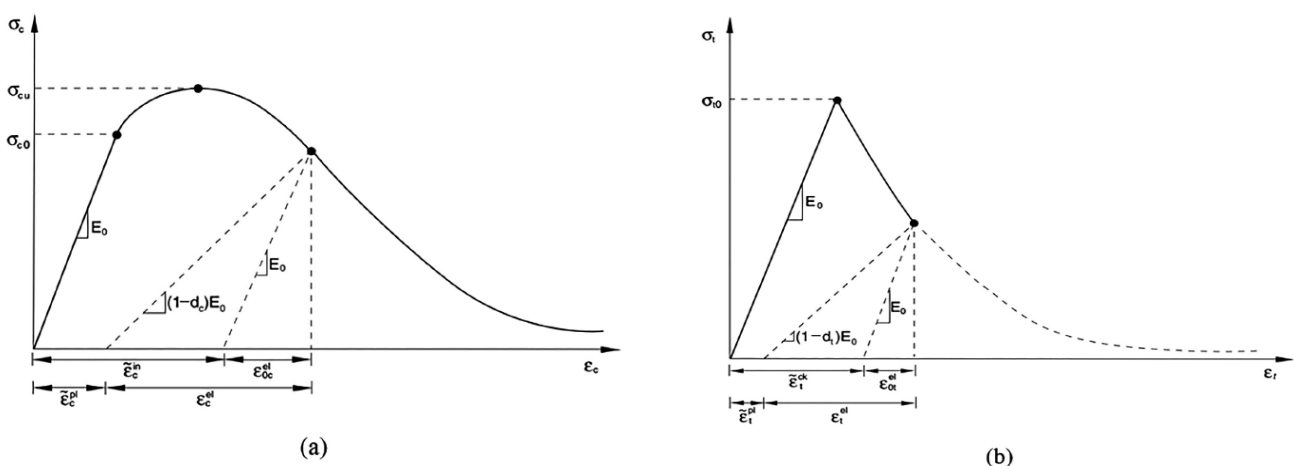 σc
σcu
σc0
E₀
E₀
(1-dc)E₀
ε̃c^in
ε0c^el
εc
ε̃c^pl
εc^el
(a)
σt
σt0
E₀
E₀
(1-dt)E₀
ε̃t^ck
ε0t^el
εt
ε̃t^pl
εt^el
(b)